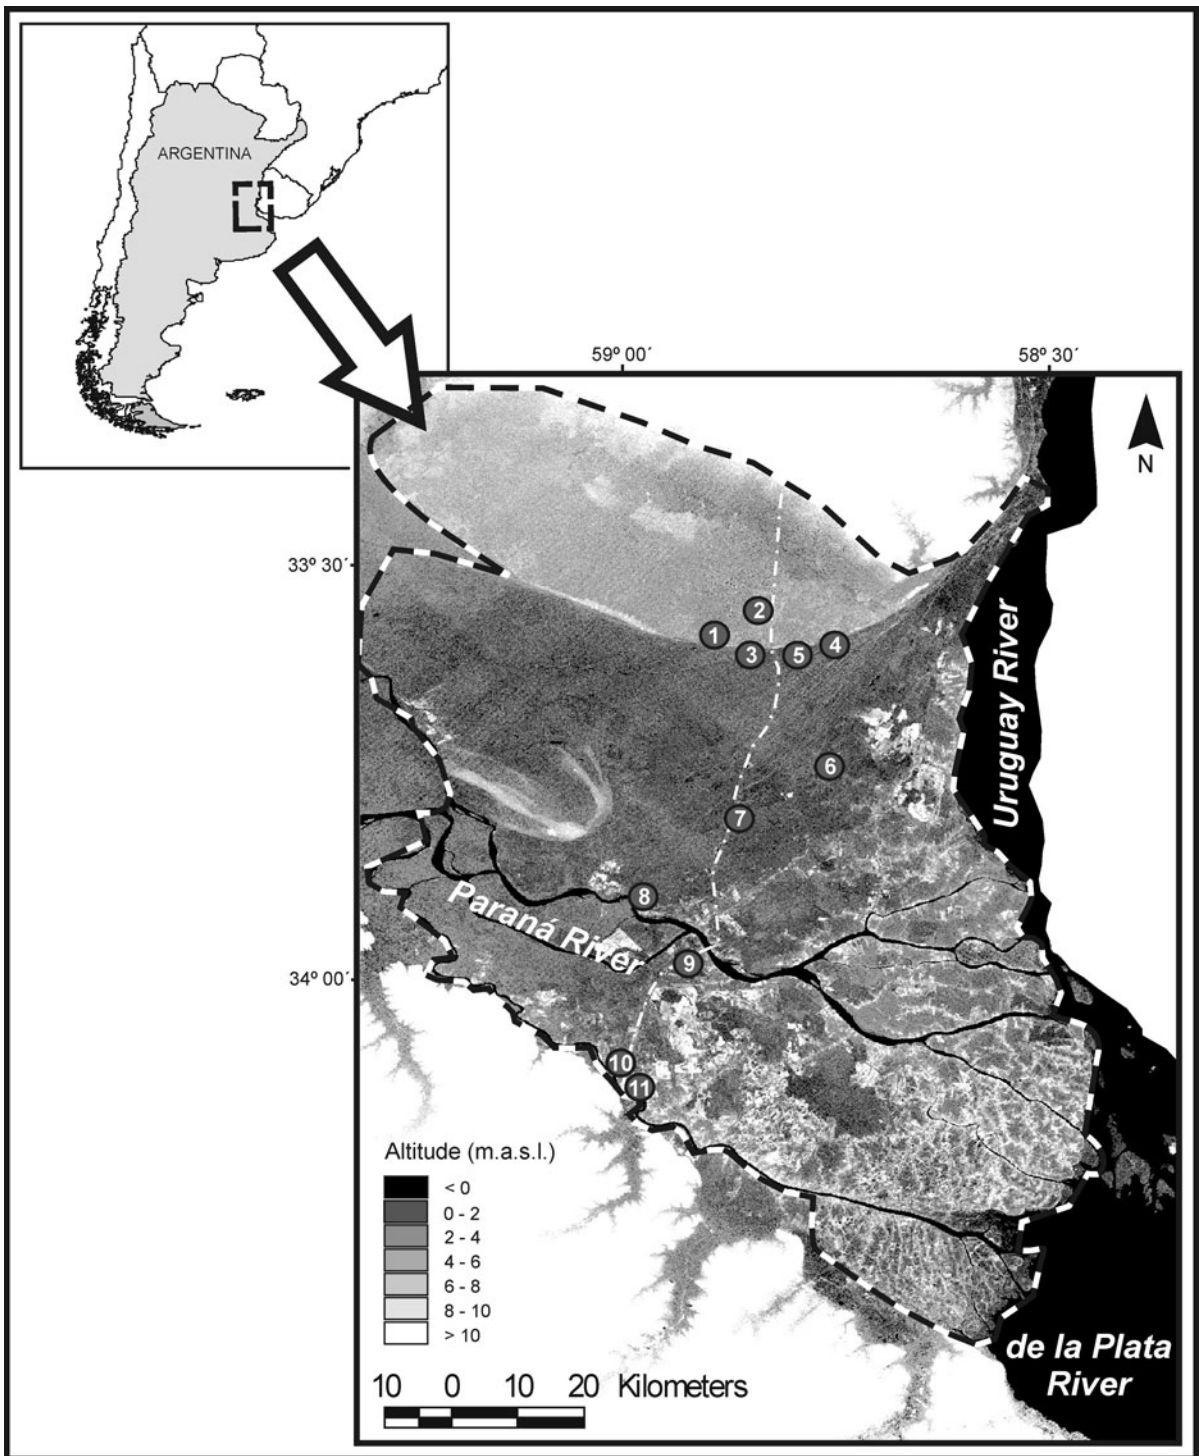 ARGENTINA
59º 00´
58º 30´
N
33º 30´
2
1
3
5
4
Uruguay River
6
7
8
Paraná River
9
34º 00´
10
11
Altitude (m.a.s.l.)
< 0
0 - 2
2 - 4
4 - 6
6 - 8
8 - 10
> 10
de la Plata
River
10 0 10 20 Kilometers